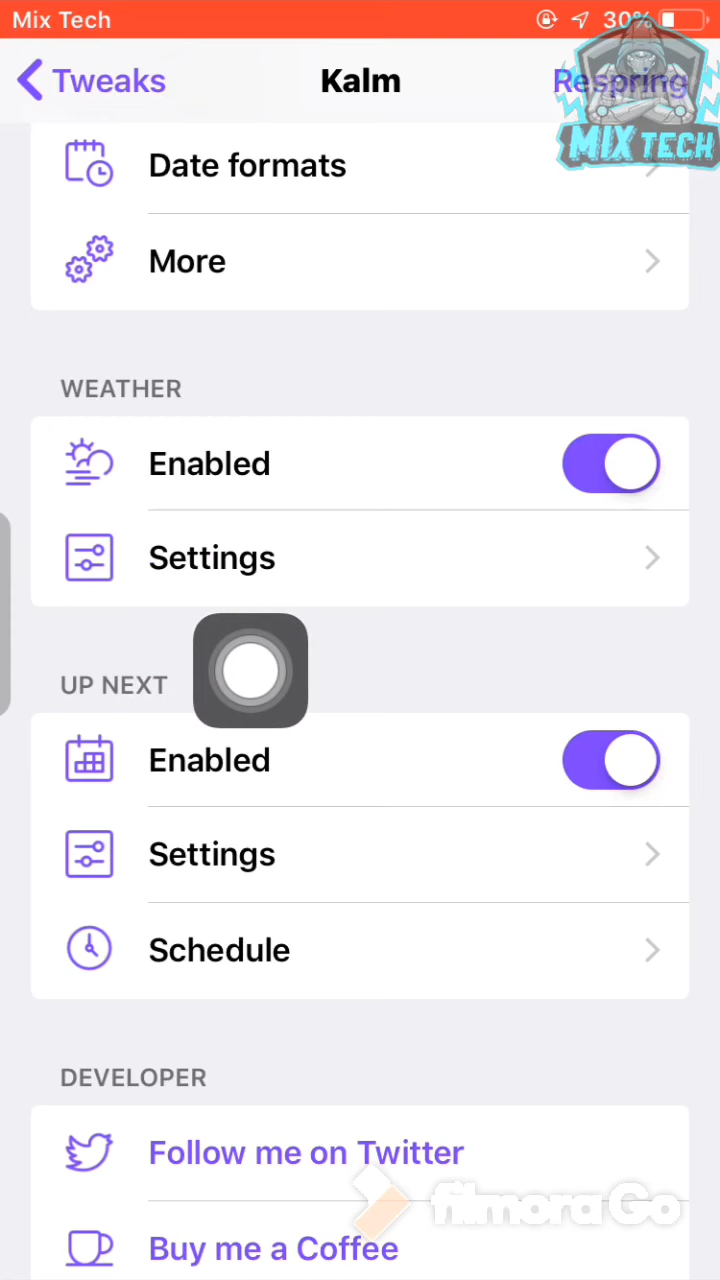 Mix Tech
30%
Tweaks
Kalm
Respring
MIX TECH
Date formats
More
WEATHER
Enabled
Settings
UP NEXT
Enabled
Settings
Schedule
DEVELOPER
Follow me on Twitter
filmoraGo
Buy me a Coffee